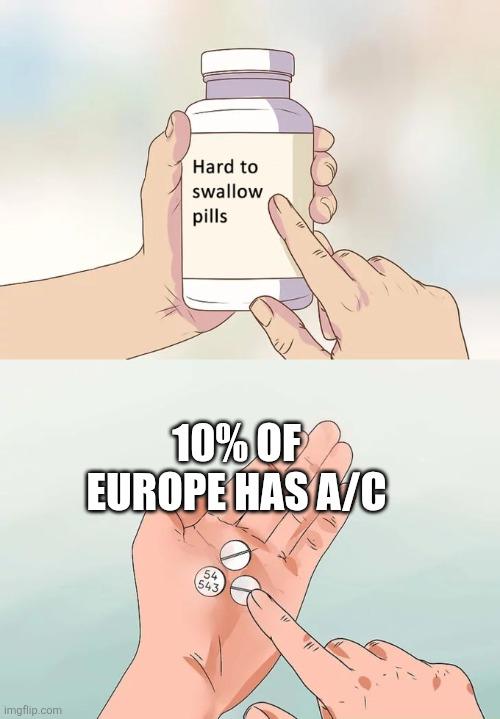 Hard to
swallow
pills
10% OF
EUROPE HAS A/C
54
543
imgflip.com